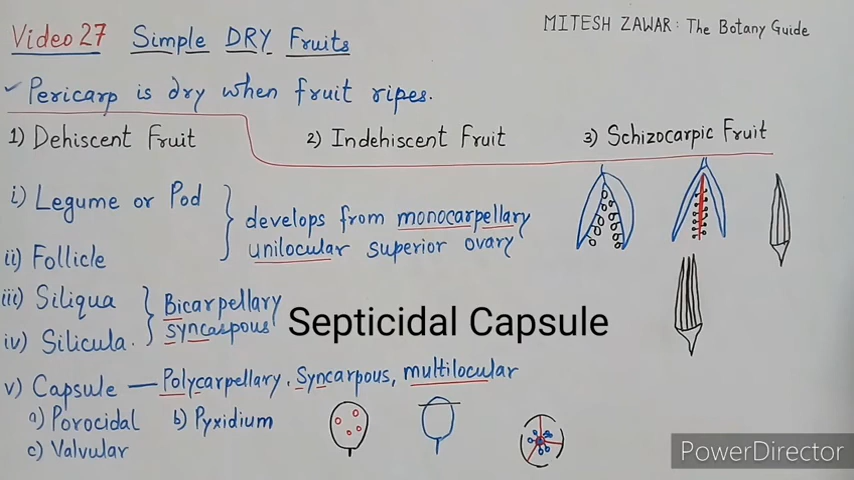 MITESH ZAWAR: The Botany Guide
Video 27 Simple DRY Fruits
✓ Pericarp is dry when fruit ripes.
1) Dehiscent Fruit 2) Indehiscent Fruit 3) Schizocarpic Fruit
i) Legume or Pod
develops from monocarpellary
unilocular superior ovary
ii) Follicle
iii) Siliqua
iv) Silicula.
Bicarpellary
syncarpous
Septicidal Capsule
v) Capsule — Polycarpellary, Syncarpous, multilocular
a) Porocidal b) Pyxidium
c) Valvular
PowerDirector